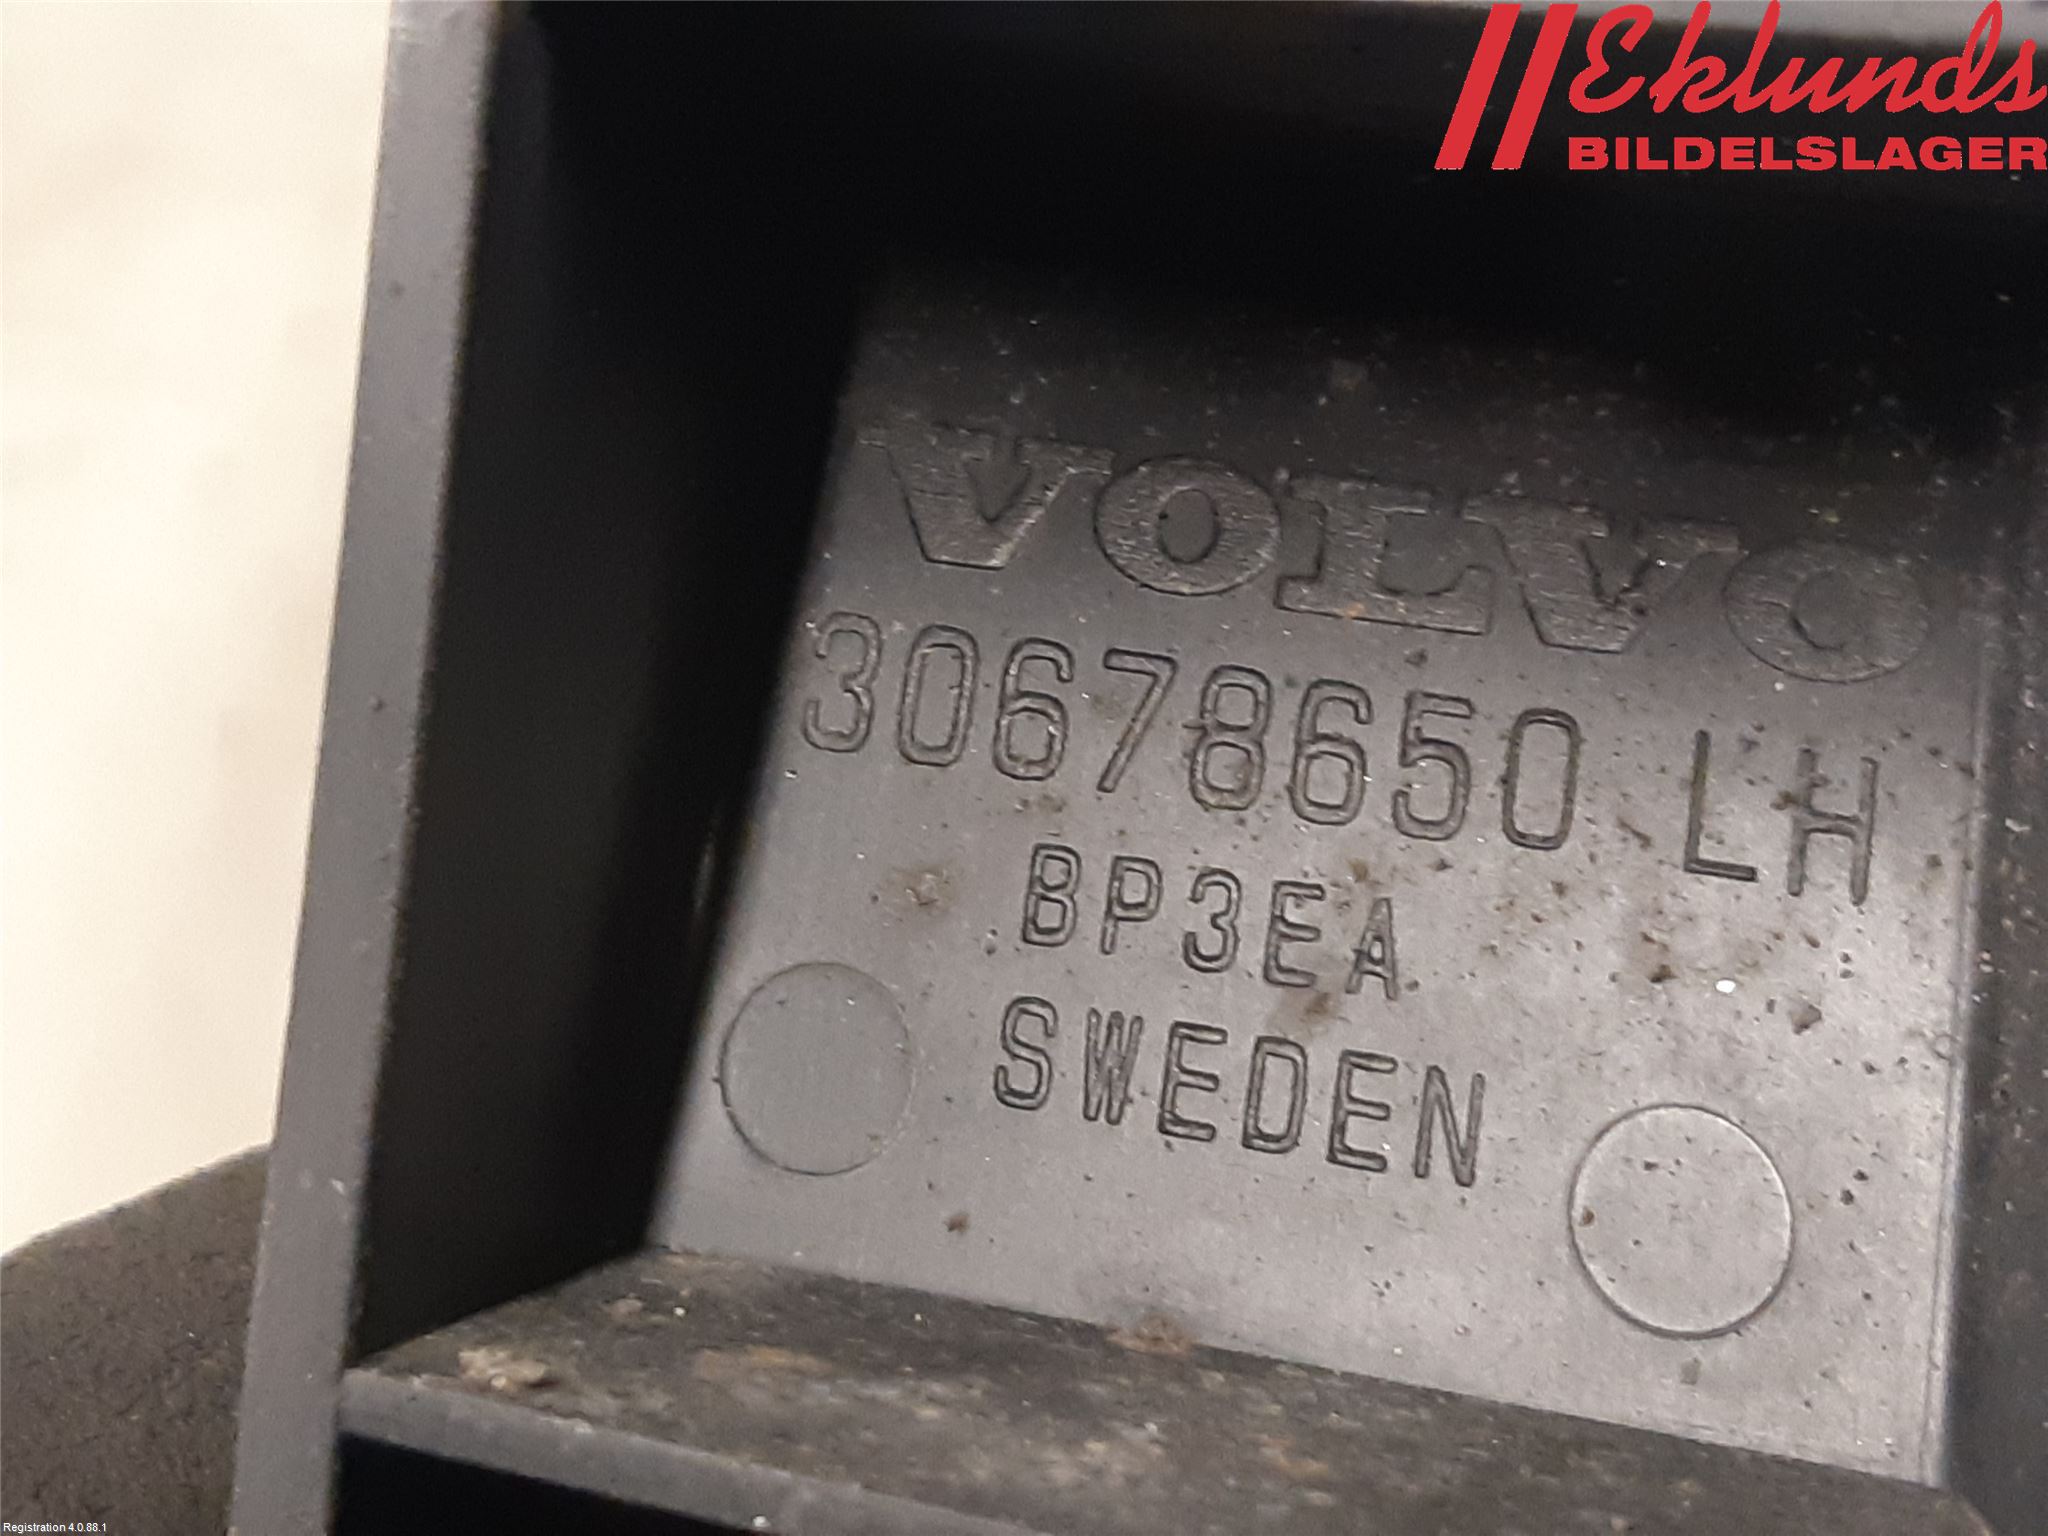 Eklunds
BILDELSLAGER
VOLVO
30678650 LH
BP3EA
SWEDEN
Registration 4.0.88.1